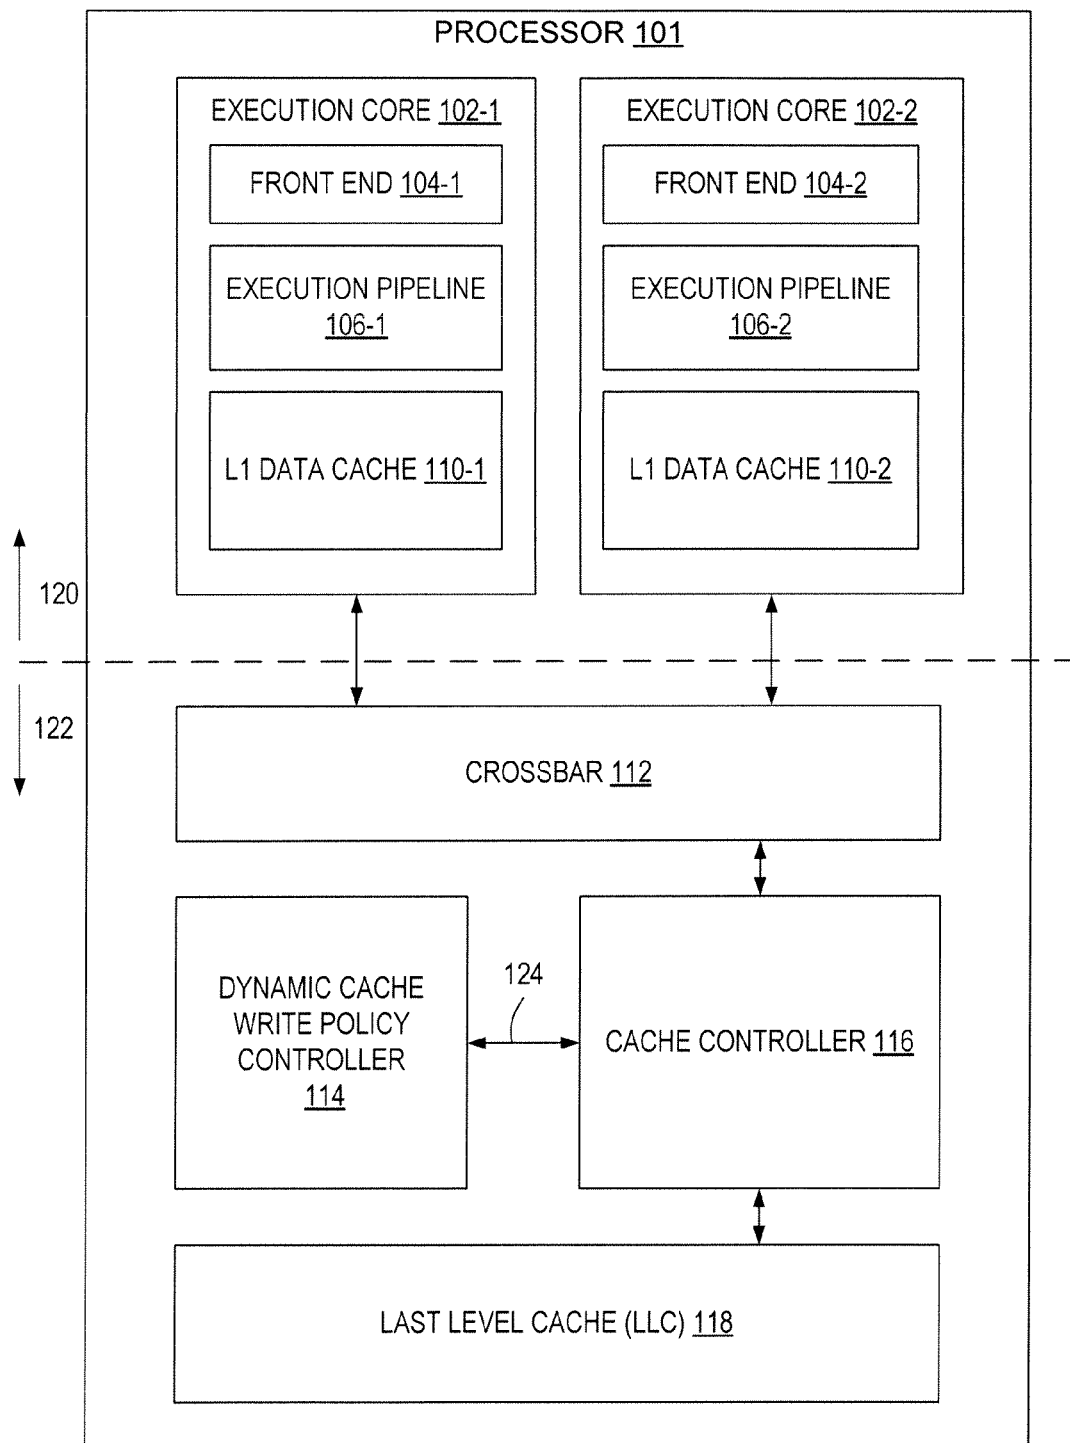 PROCESSOR 101
EXECUTION CORE 102-1
FRONT END 104-1
EXECUTION PIPELINE
106-1
L1 DATA CACHE 110-1
EXECUTION CORE 102-2
FRONT END 104-2
EXECUTION PIPELINE
106-2
L1 DATA CACHE 110-2
120
122
CROSSBAR 112
DYNAMIC CACHE
WRITE POLICY
CONTROLLER
114
124
CACHE CONTROLLER 116
LAST LEVEL CACHE (LLC) 118